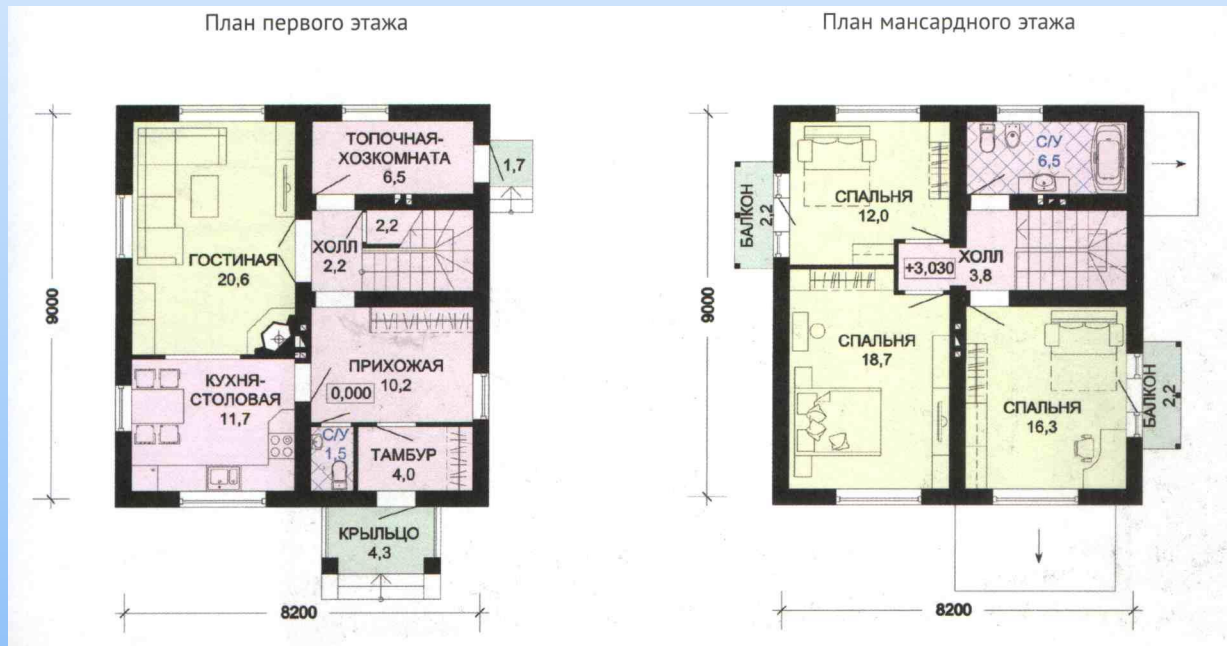 План первого этажа
ТОПОЧНАЯ-
ХОЗКОМНАТА
6,5
1,7
2,2
ХОЛЛ
2,2
ГОСТИНАЯ
20,6
9000
ПРИХОЖАЯ
10,2
0,000
КУХНЯ-
СТОЛОВАЯ
11,7
С/У
1,5
ТАМБУР
4,0
КРЫЛЬЦО
4,3
8200
План мансардного этажа
С/У
6,5
БАЛКОН
2,2
СПАЛЬНЯ
12,0
+3,030
ХОЛЛ
3,8
9000
СПАЛЬНЯ
18,7
СПАЛЬНЯ
16,3
БАЛКОН
2,2
8200